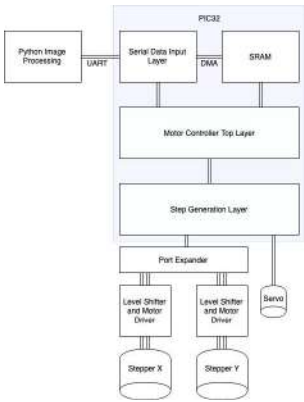 PIC32
Python Image
Processing
UART
Serial Data Input
Layer
DMA
SRAM
Motor Controller Top Layer
Step Generation Layer
Port Expander
Level Shifter
and Motor
Driver
Level Shifter
and Motor
Driver
Servo
Stepper X
Stepper Y